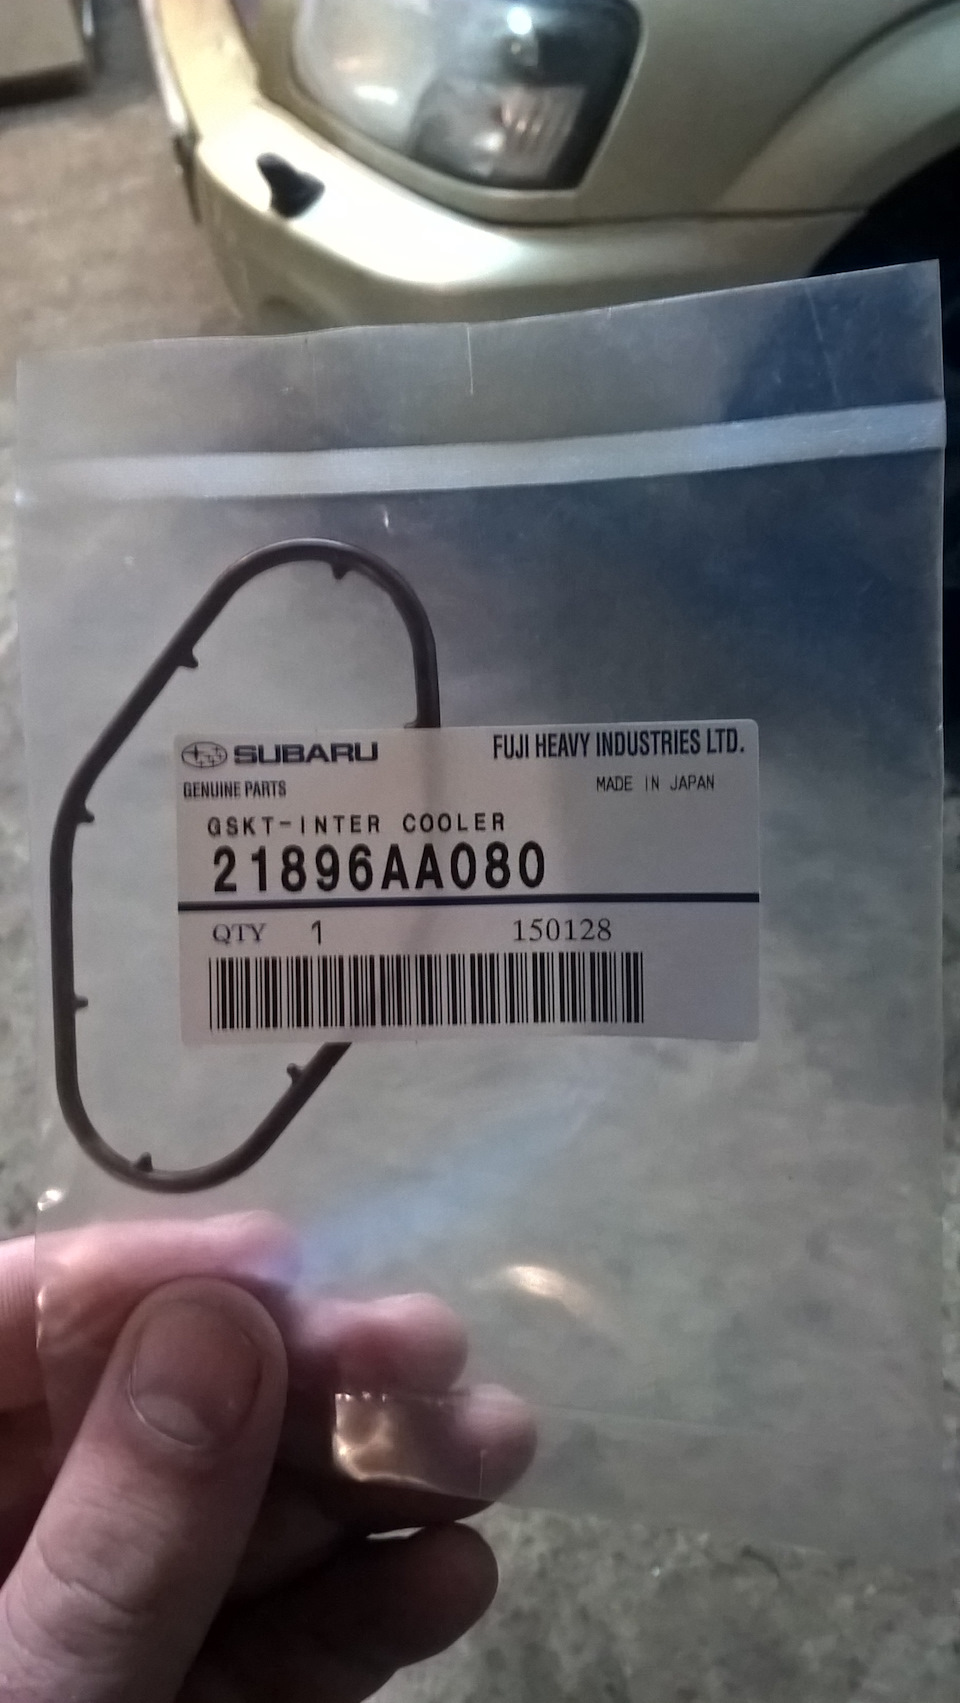 SUBARU FUJI HEAVY INDUSTRIES LTD.
GENUINE PARTS MADE IN JAPAN
GSKT-INTER COOLER
21896AA080
QTY 1 150128